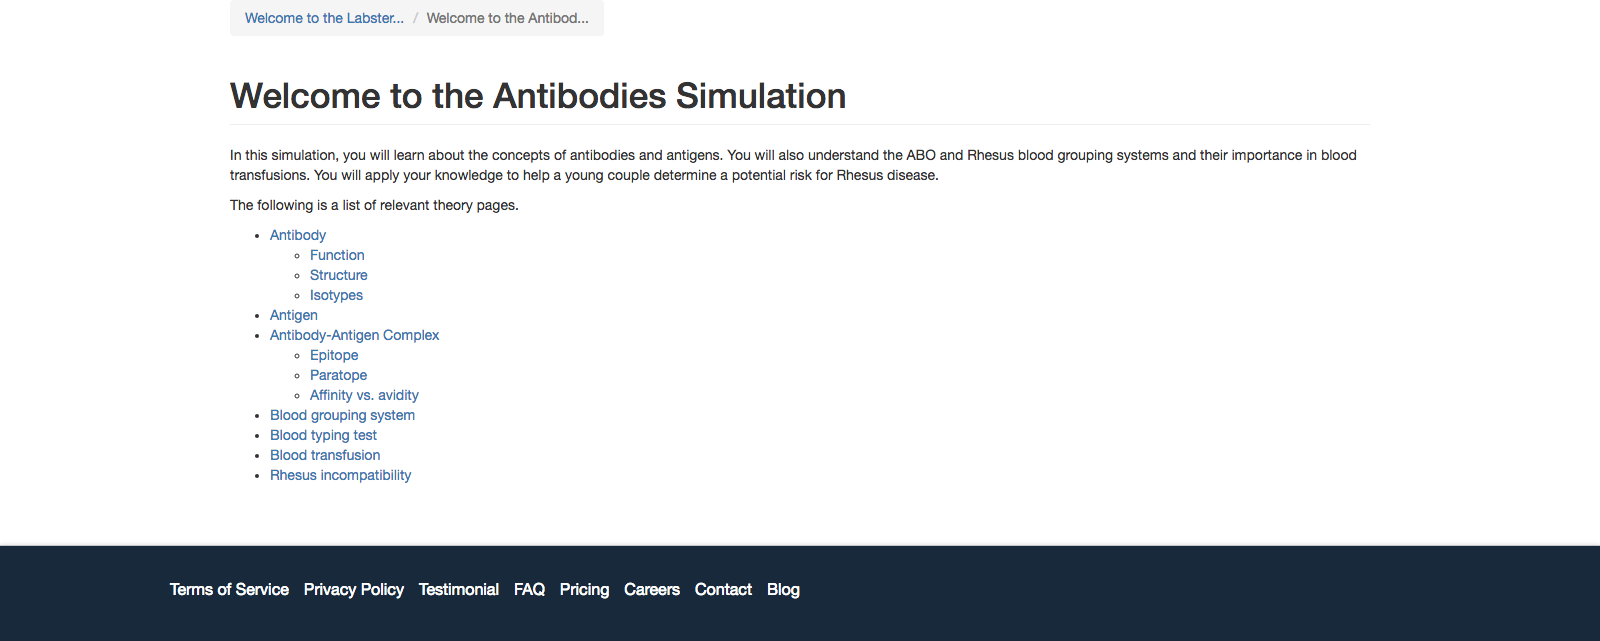 Welcome to the Labster... / Welcome to the Antibod...
Welcome to the Antibodies Simulation
In this simulation, you will learn about the concepts of antibodies and antigens. You will also understand the ABO and Rhesus blood grouping systems and their importance in blood
transfusions. You will apply your knowledge to help a young couple determine a potential risk for Rhesus disease.
The following is a list of relevant theory pages.
Antibody
Function
Structure
Isotypes
Antigen
Antibody-Antigen Complex
Epitope
Paratope
Affinity vs. avidity
Blood grouping system
Blood typing test
Blood transfusion
Rhesus incompatibility
Terms of Service Privacy Policy Testimonial FAQ Pricing Careers Contact Blog